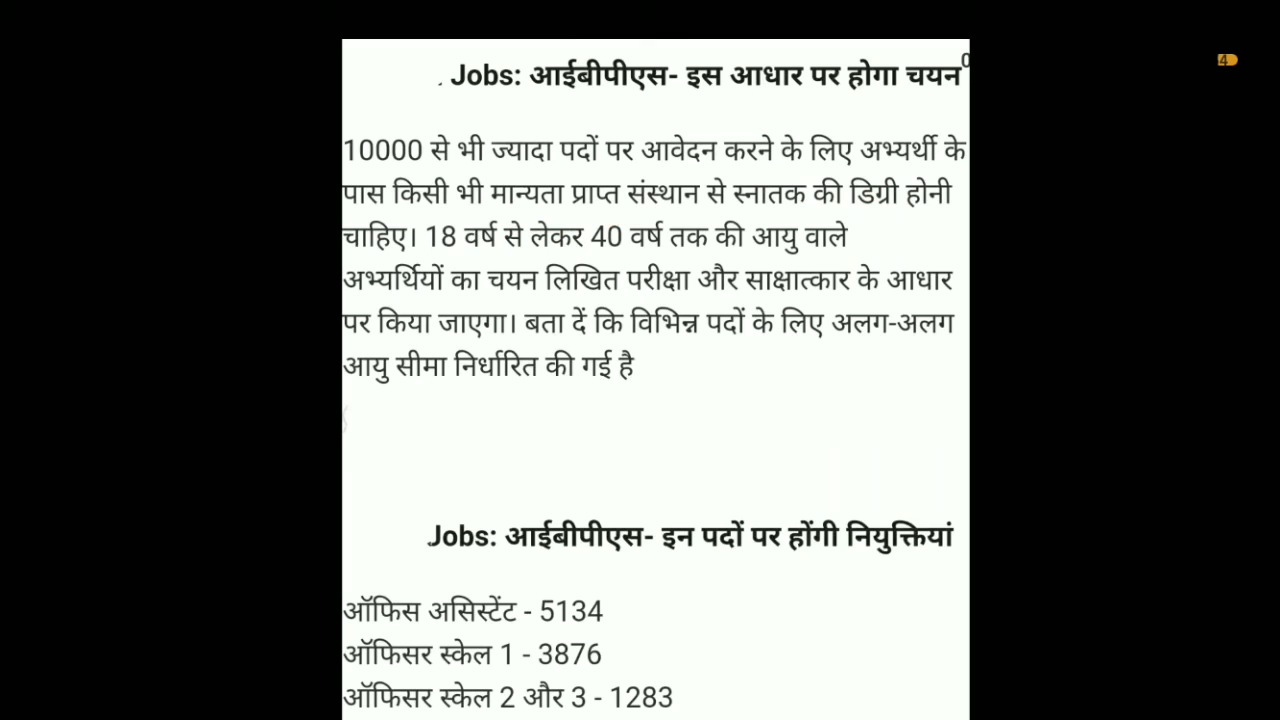 . Jobs: आईबीपीएस- इस आधार पर होगा चयन
10000 से भी ज्यादा पदों पर आवेदन करने के लिए अभ्यर्थी के
पास किसी भी मान्यता प्राप्त संस्थान से स्नातक की डिग्री होनी
चाहिए। 18 वर्ष से लेकर 40 वर्ष तक की आयु वाले
अभ्यर्थियों का चयन लिखित परीक्षा और साक्षात्कार के आधार
पर किया जाएगा। बता दें कि विभिन्न पदों के लिए अलग-अलग
आयु सीमा निर्धारित की गई है
Jobs: आईबीपीएस- इन पदों पर होंगी नियुक्तियां
ऑफिस असिस्टेंट - 5134
ऑफिसर स्केल 1 - 3876
ऑफिसर स्केल 2 और 3 - 1283